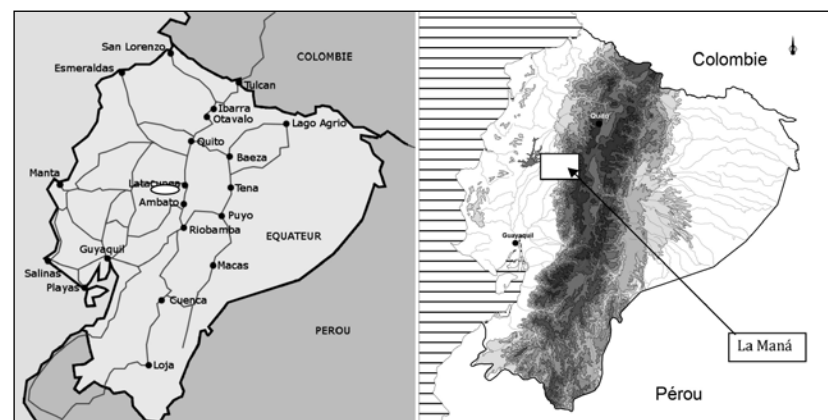 San Lorenzo
COLOMBIE
Esmeraldas
Tulcan
Ibarra
Otavalo
Lago Agrio
Quito
Baeza
Manta
Latacunga
Tena
Ambato
Puyo
EQUATEUR
Riobamba
Guyaquil
Macas
Salinas
Playas
Cuenca
PEROU
Loja
Colombie
Quito
Guayaquil
La Maná
Pérou